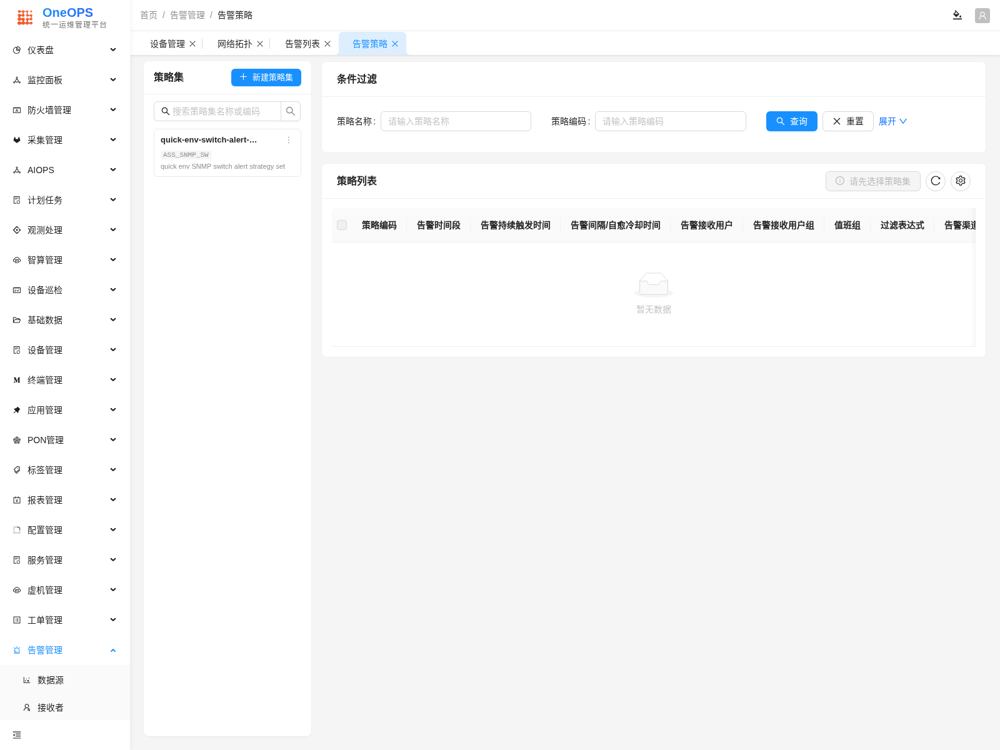 OneOPS
统一运维管理平台
仪表盘
监控面板
防火墙管理
采集管理
AIOPS
计划任务
观测处理
智算管理
设备巡检
基础数据
设备管理
终端管理
应用管理
PON管理
标签管理
报表管理
配置管理
服务管理
虚机管理
工单管理
告警管理
数据源
接收者
首页 / 告警管理 / 告警策略
设备管理 网络拓扑 告警列表 告警策略
策略集
新建策略集
搜索策略集名称或编码
quick-env-switch-alert-...
ASS_SNMP_SW
quick env SNMP switch alert strategy set
条件过滤
策略名称: 请输入策略名称 策略编码: 请输入策略编码 查询 重置 展开
策略列表
请先选择策略集
策略编码 告警时间段 告警持续触发时间 告警间隔/自愈冷却时间 告警接收用户 告警接收用户组 值班组 过滤表达式 告警渠道
暂无数据